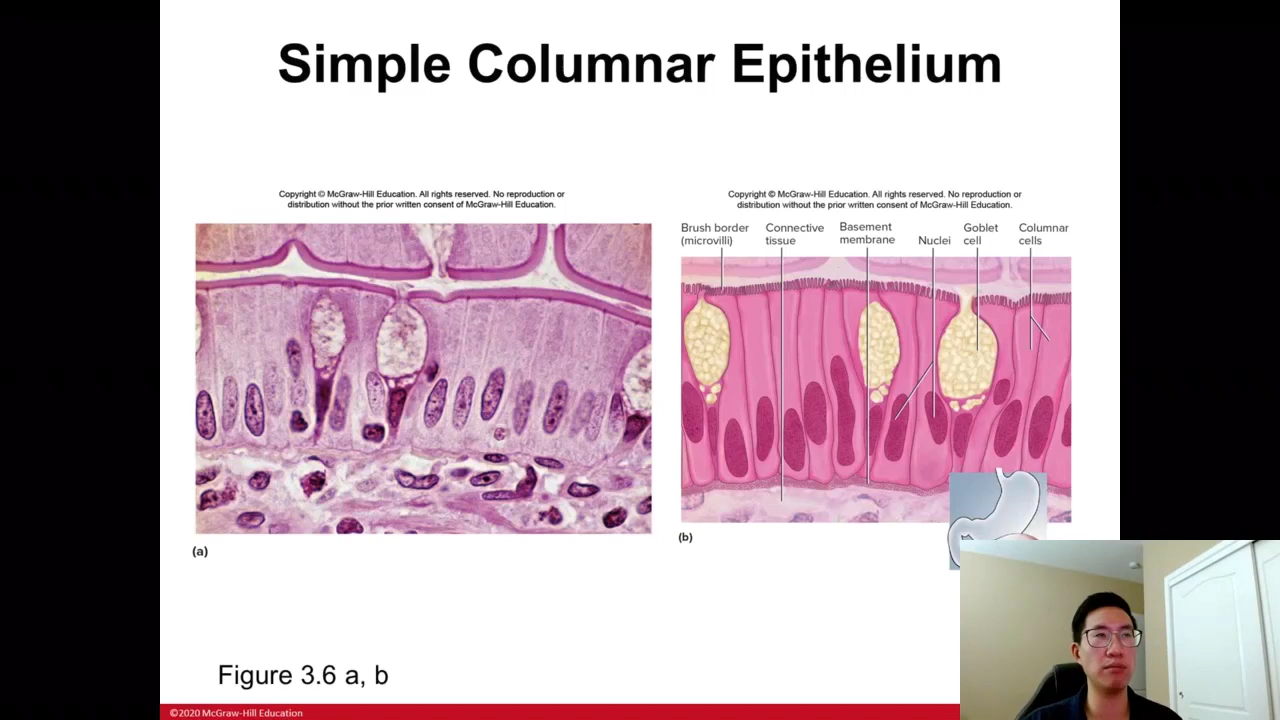 Simple Columnar Epithelium
Copyright © McGraw-Hill Education. All rights reserved. No reproduction or
distribution without the prior written consent of McGraw-Hill Education.
(a)
Copyright © McGraw-Hill Education. All rights reserved. No reproduction or
distribution without the prior written consent of McGraw-Hill Education.
Brush border
(microvilli)
Connective
tissue
Basement
membrane
Nuclei
Goblet
cell
Columnar
cells
(b)
Figure 3.6 a, b
©2020 McGraw-Hill Education